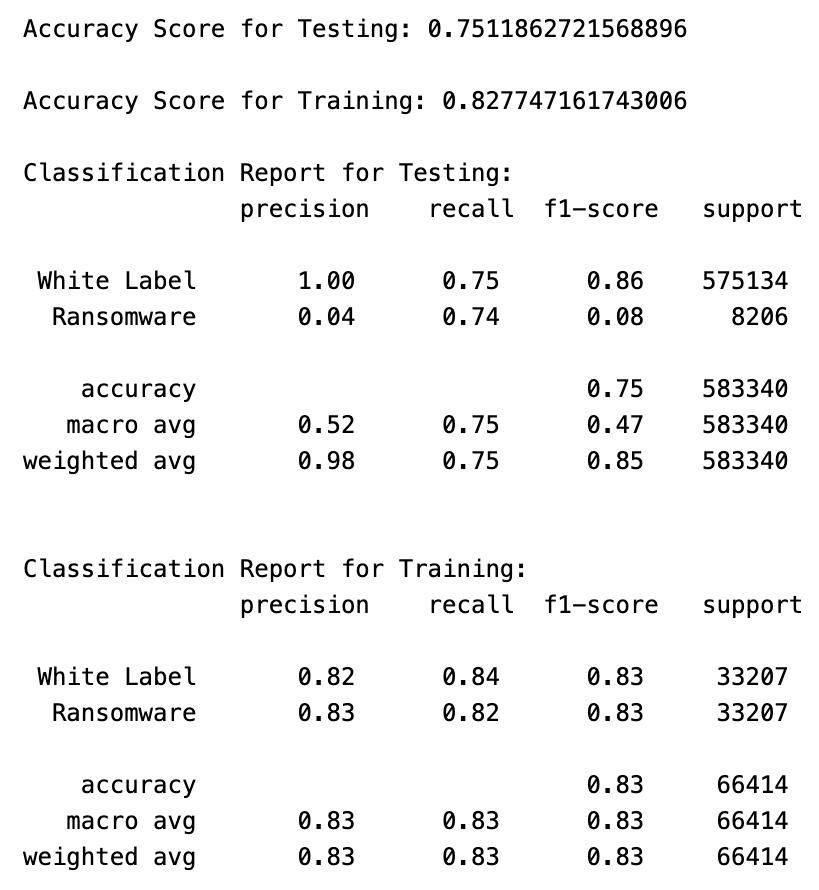 Accuracy Score for Testing: 0.7511862721568896
Accuracy Score for Training: 0.827747161743006
Classification Report for Testing:
precision recall f1-score support
White Label 1.00 0.75 0.86 575134
Ransomware 0.04 0.74 0.08 8206
accuracy 0.75 583340
macro avg 0.52 0.75 0.47 583340
weighted avg 0.98 0.75 0.85 583340
Classification Report for Training:
precision recall f1-score support
White Label 0.82 0.84 0.83 33207
Ransomware 0.83 0.82 0.83 33207
accuracy 0.83 66414
macro avg 0.83 0.83 0.83 66414
weighted avg 0.83 0.83 0.83 66414